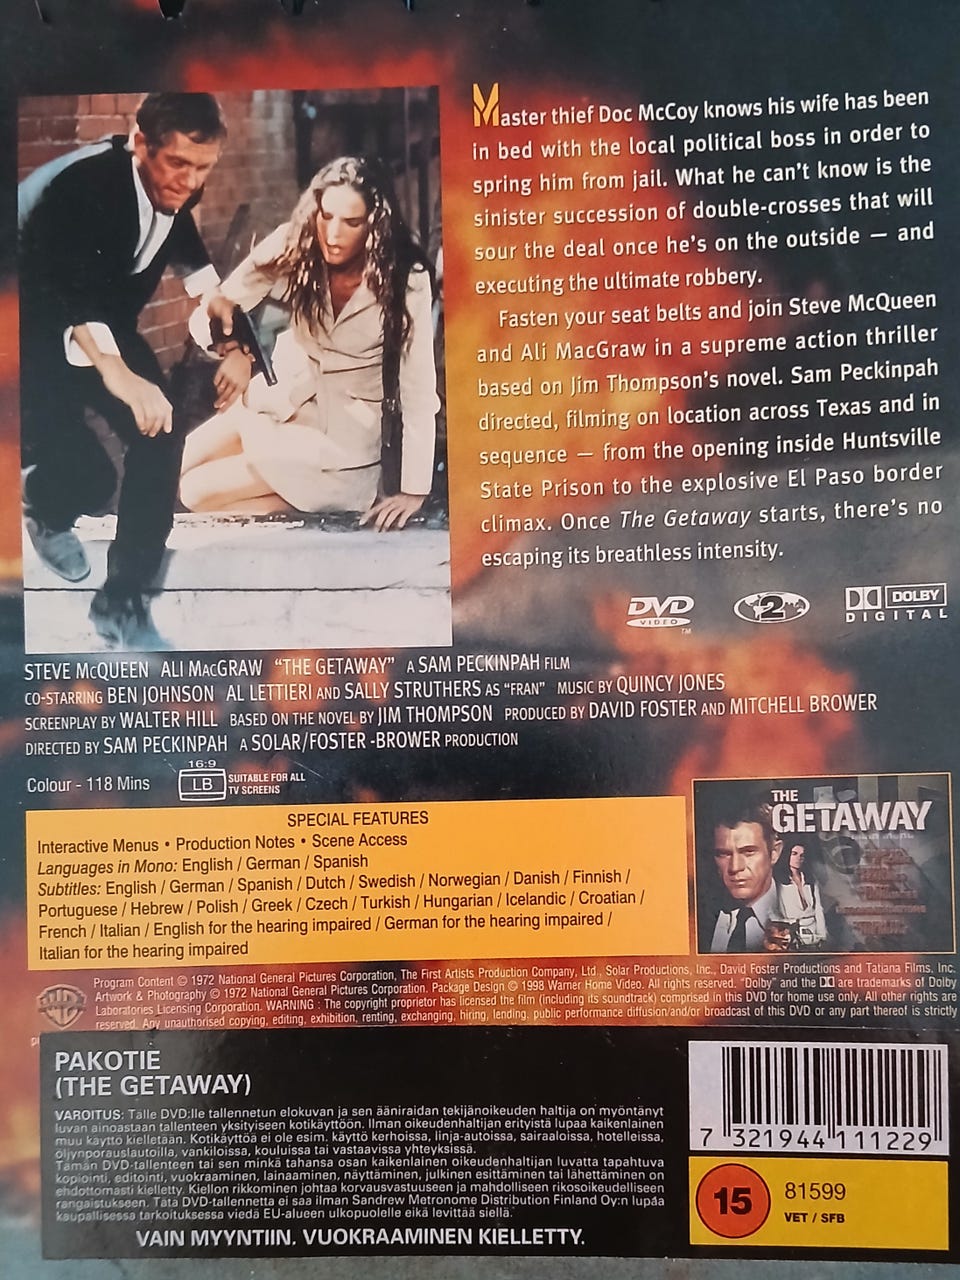 Master thief Doc McCoy knows his wife has been
in bed with the local political boss in order to
spring him from jail. What he can't know is the
sinister succession of double-crosses that will
sour the deal once he's on the outside — and
executing the ultimate robbery.
Fasten your seat belts and join Steve McQueen
and Ali MacGraw in a supreme action thriller
based on Jim Thompson's novel. Sam Peckinpah
directed, filming on location across Texas and in
sequence — from the opening inside Huntsville
State Prison to the explosive El Paso border
climax. Once The Getaway starts, there's no
escaping its breathless intensity.
DVD VIDEO TM 2 DOLBY DIGITAL
STEVE McQUEEN ALI MacGRAW "THE GETAWAY" A SAM PECKINPAH FILM
CO-STARRING BEN JOHNSON AL LETTIERI AND SALLY STRUTHERS AS "FRAN" MUSIC BY QUINCY JONES
SCREENPLAY BY WALTER HILL BASED ON THE NOVEL BY JIM THOMPSON PRODUCED BY DAVID FOSTER AND MITCHELL BROWER
DIRECTED BY SAM PECKINPAH A SOLAR/FOSTER -BROWER PRODUCTION
Colour - 118 Mins
16:9
LB
SUITABLE FOR ALL
TV SCREENS
SPECIAL FEATURES
Interactive Menus • Production Notes • Scene Access
Languages in Mono: English / German / Spanish
Subtitles: English / German / Spanish / Dutch / Swedish / Norwegian / Danish / Finnish /
Portuguese / Hebrew / Polish / Greek / Czech / Turkish / Hungarian / Icelandic / Croatian /
French / Italian / English for the hearing impaired / German for the hearing impaired /
Italian for the hearing impaired
THE
GETAWAY
Program Content © 1972 National General Pictures Corporation, The First Artists Production Company, Ltd., Solar Productions, Inc., David Foster Productions and Tatiana Films, Inc.
Artwork & Photography © 1972 National General Pictures Corporation. Package Design © 1998 Warner Home Video. All rights reserved. "Dolby" and the DD are trademarks of Dolby
Laboratories Licensing Corporation. WARNING : The copyright proprietor has licensed the film (including its soundtrack) comprised in this DVD for home use only. All other rights are
reserved. Any unauthorised copying, editing, exhibition, renting, exchanging, hiring, lending, public performance diffusion/and/or broadcast of this DVD or any part thereof is strictly
PAKOTIE
(THE GETAWAY)
VAROITUS: Tälle DVD:lle tallennetun elokuvan ja sen ääniraidan tekijänoikeuden haltija on myöntänyt
luvan ainoastaan tallenteen yksityiseen kotikäyttöön. Ilman oikeudenhaltijan erityistä lupaa kaikenlainen
muu käyttö kielletään. Kotikäyttöä ei ole esim. käyttö kerhoissa, linja-autoissa, sairaaloissa, hotelleissa,
öljynporauslautoilla, vankiloissa, kouluissa tai vastaavissa yhteyksissä.
Tämän DVD-tallenteen tai sen minkä tahansa osan kaikenlainen oikeudenhaltijan luvatta tapahtuva
kopiointi, editointi, vuokraaminen, lainaaminen, näyttäminen, julkinen esittäminen tai lähettäminen on
ehdottomasti kielletty. Kiellon rikkominen johtaa korvausvastuuseen ja mahdolliseen rikosoikeudelliseen
rangaistukseen. Tätä DVD-tallennetta ei saa ilman Sandrew Metronome Distribution Finland Oy:n lupaa
kaupallisessa tarkoituksessa viedä EU-alueen ulkopuolelle eikä levittää siellä.
VAIN MYYNTIIN. VUOKRAAMINEN KIELLETTY.
7 321944 111229
15
81599
VET / SFB